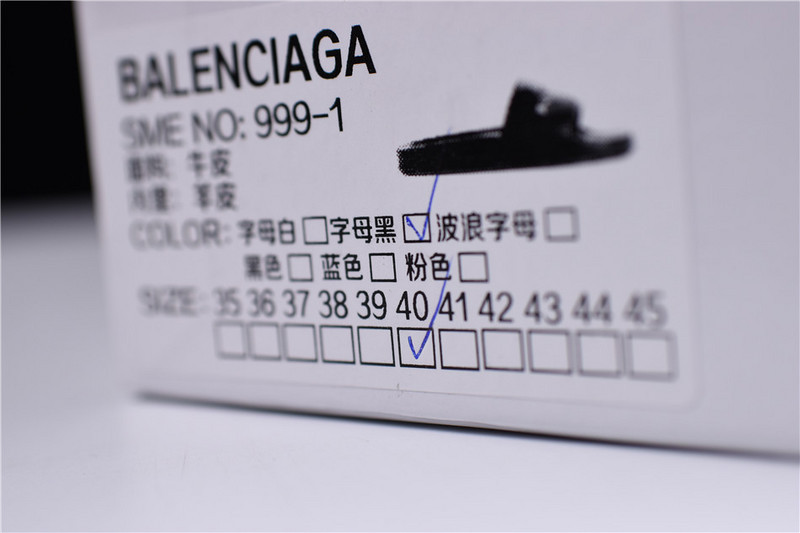 BALENCIAGA
SME NO: 999-1
面料: 牛皮
内里: 羊皮
COLOR: 字母白 字母黑 波浪字母
黑色 蓝色 粉色
SIZE: 35 36 37 38 39 40 41 42 43 44 45